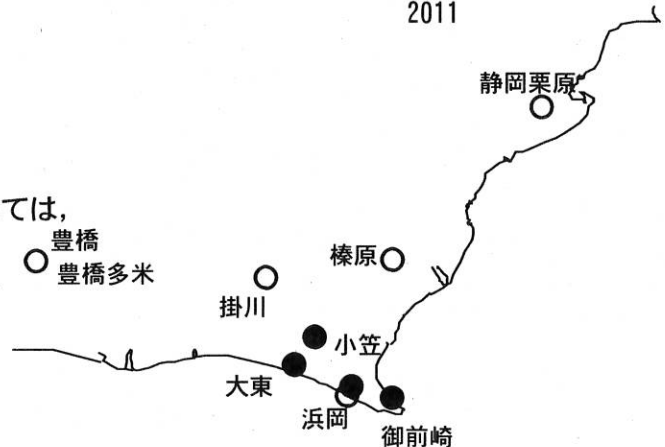 2011
静岡栗原
ては,
豊橋
豊橋多米
榛原
掛川
小笠
大東
浜岡
御前崎